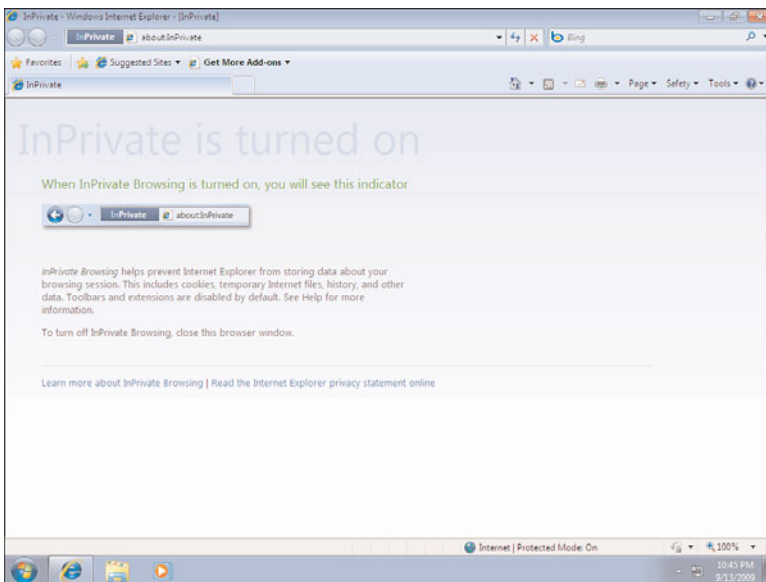 InPrivate - Windows Internet Explorer - [InPrivate]
InPrivate about:InPrivate
Bing
Favorites Suggested Sites Get More Add-ons
InPrivate
Page Safety Tools
InPrivate is turned on
When InPrivate Browsing is turned on, you will see this indicator
InPrivate about:InPrivate
InPrivate Browsing helps prevent Internet Explorer from storing data about your
browsing session. This includes cookies, temporary Internet files, history, and other
data. Toolbars and extensions are disabled by default. See Help for more
information.
To turn off InPrivate Browsing, close this browser window.
Learn more about InPrivate Browsing | Read the Internet Explorer privacy statement online
Internet | Protected Mode: On
100%
10:45 PM
9/13/2009